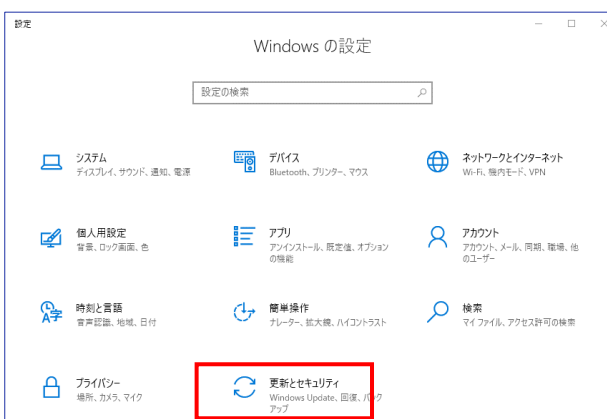 設定
Windows の設定
設定の検索
システム
ディスプレイ、サウンド、通知、電源
デバイス
Bluetooth、プリンター、マウス
ネットワークとインターネット
Wi-Fi、機内モード、VPN
個人用設定
背景、ロック画面、色
アプリ
アンインストール、既定値、オプション
の機能
アカウント
アカウント、メール、同期、職場、他
のユーザー
時刻と言語
音声認識、地域、日付
簡単操作
ナレーター、拡大鏡、ハイコントラスト
検索
マイ ファイル、アクセス許可の検索
プライバシー
場所、カメラ、マイク
更新とセキュリティ
Windows Update、回復、バック
アップ